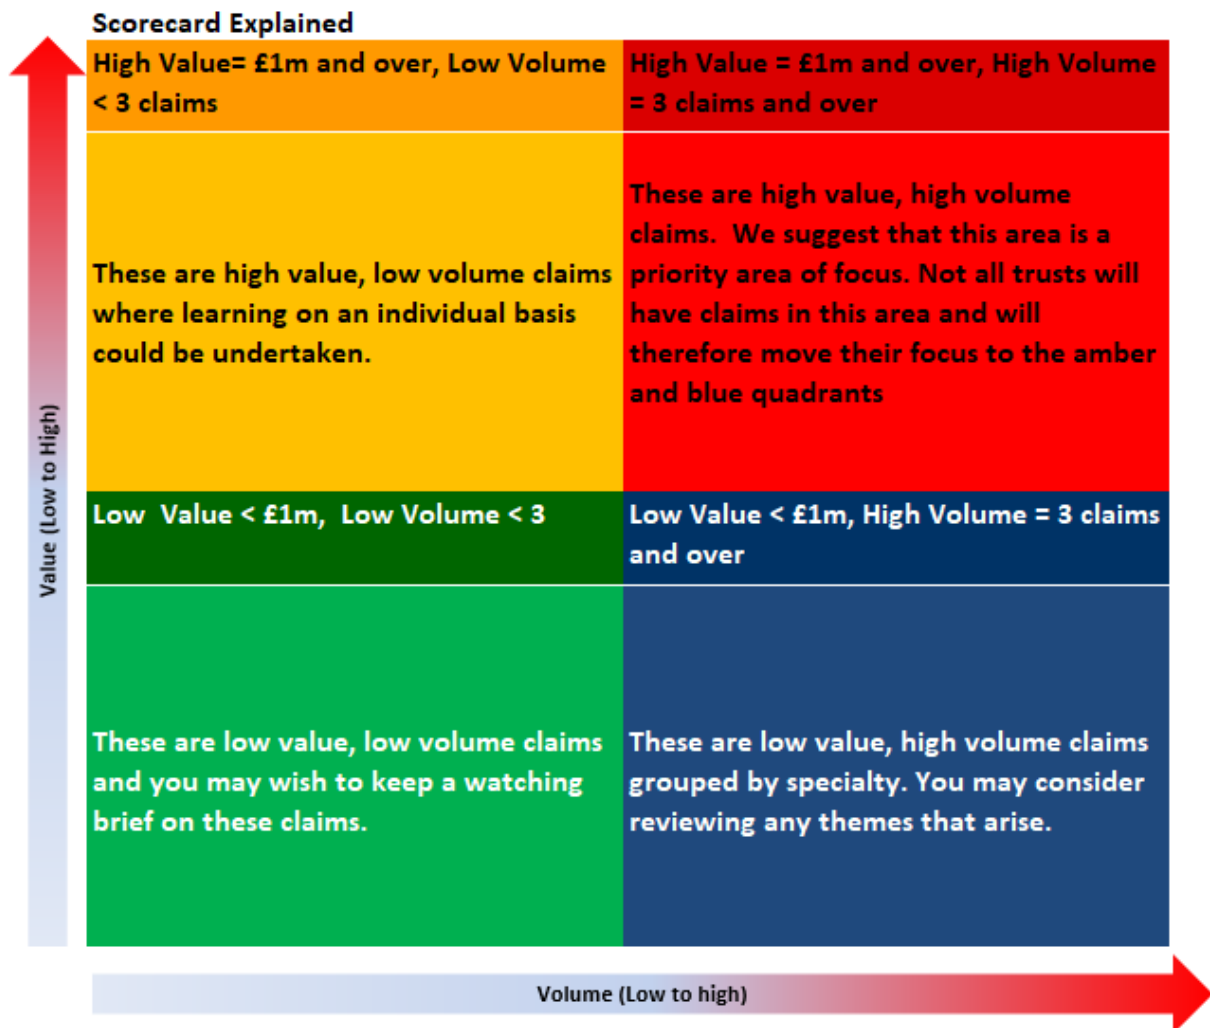 Scorecard Explained
High Value= £1m and over, Low Volume
< 3 claims
High Value = £1m and over, High Volume
= 3 claims and over
These are high value, low volume claims
where learning on an individual basis
could be undertaken.
These are high value, high volume
claims.  We suggest that this area is a
priority area of focus. Not all trusts will
have claims in this area and will
therefore move their focus to the amber
and blue quadrants
Low  Value < £1m,  Low Volume < 3
Low Value < £1m, High Volume = 3 claims
and over
These are low value, low volume claims
and you may wish to keep a watching
brief on these claims.
These are low value, high volume claims
grouped by specialty. You may consider
reviewing any themes that arise.
Value (Low to High)
Volume (Low to high)